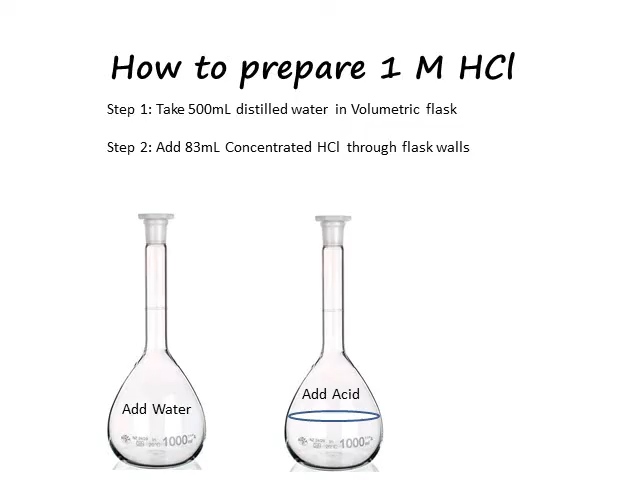 How to prepare 1 M HCl
Step 1: Take 500mL distilled water in Volumetric flask
Step 2: Add 83mL Concentrated HCl through flask walls
Add Water
Add Acid
1000
1000